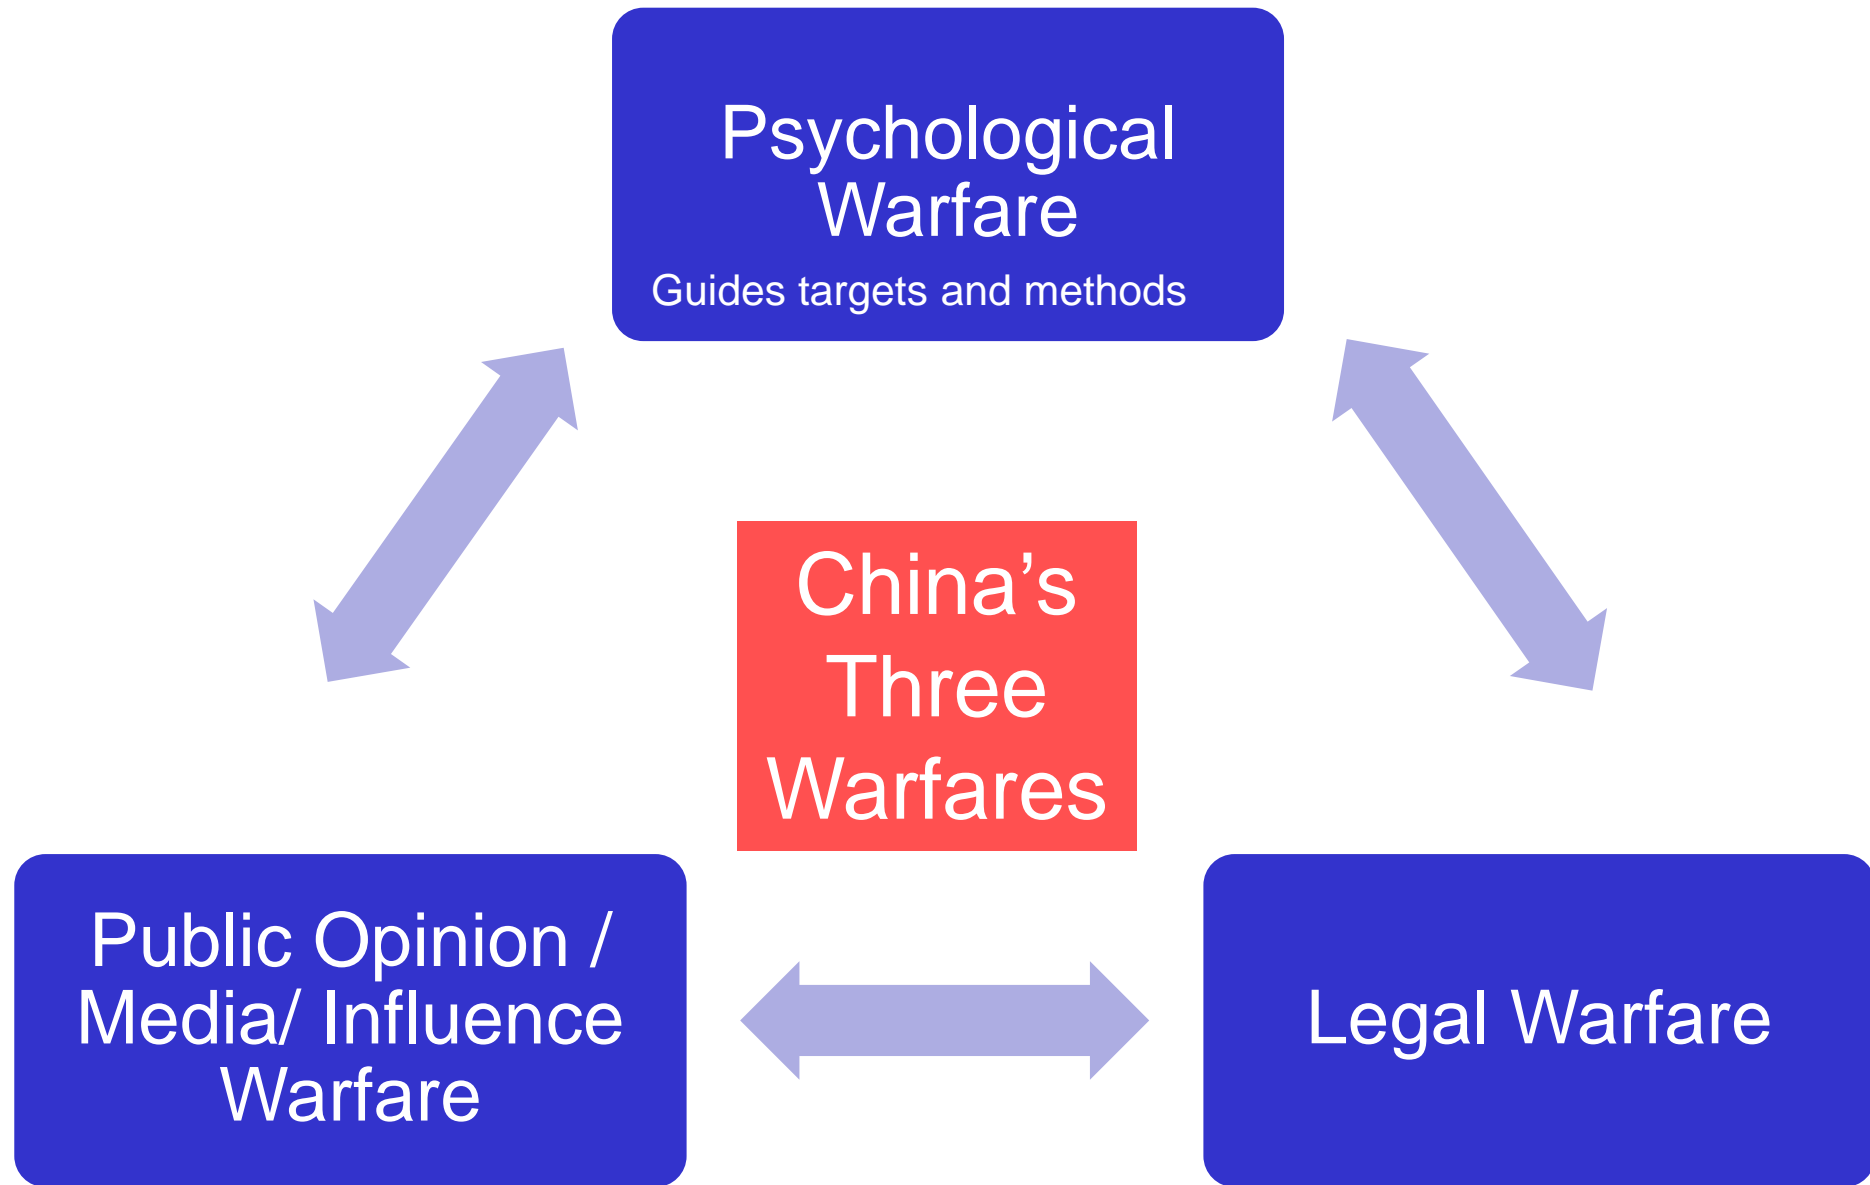 Psychological
Warfare
Guides targets and methods
China’s
Three
Warfares
Public Opinion /
Media/ Influence
Warfare
Legal Warfare